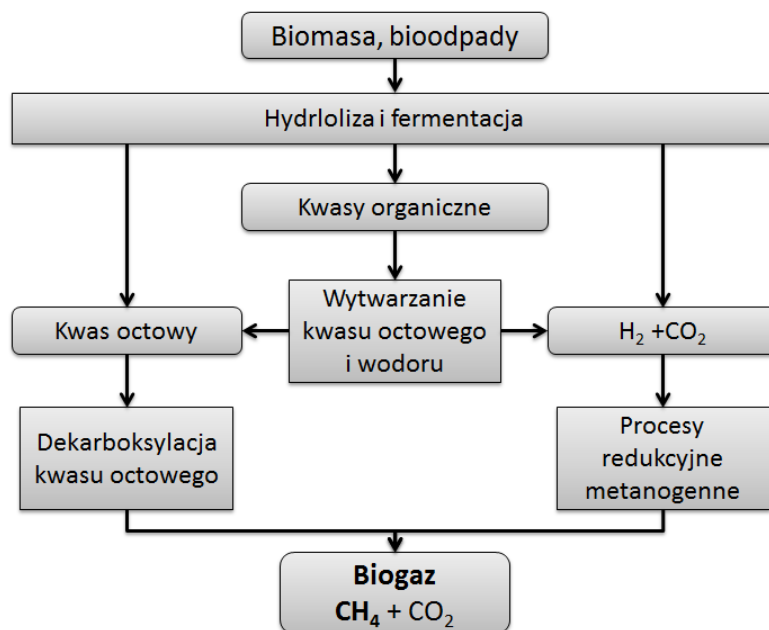 Biomasa, bioodpady
Hydrloliza i fermentacja
Kwasy organiczne
Wytwarzanie
kwasu octowego
i wodoru
Kwas octowy
H₂ +CO₂
Dekarboksylacja
kwasu octowego
Procesy
redukcyjne
metanogenne
Biogaz
CH₄ + CO₂